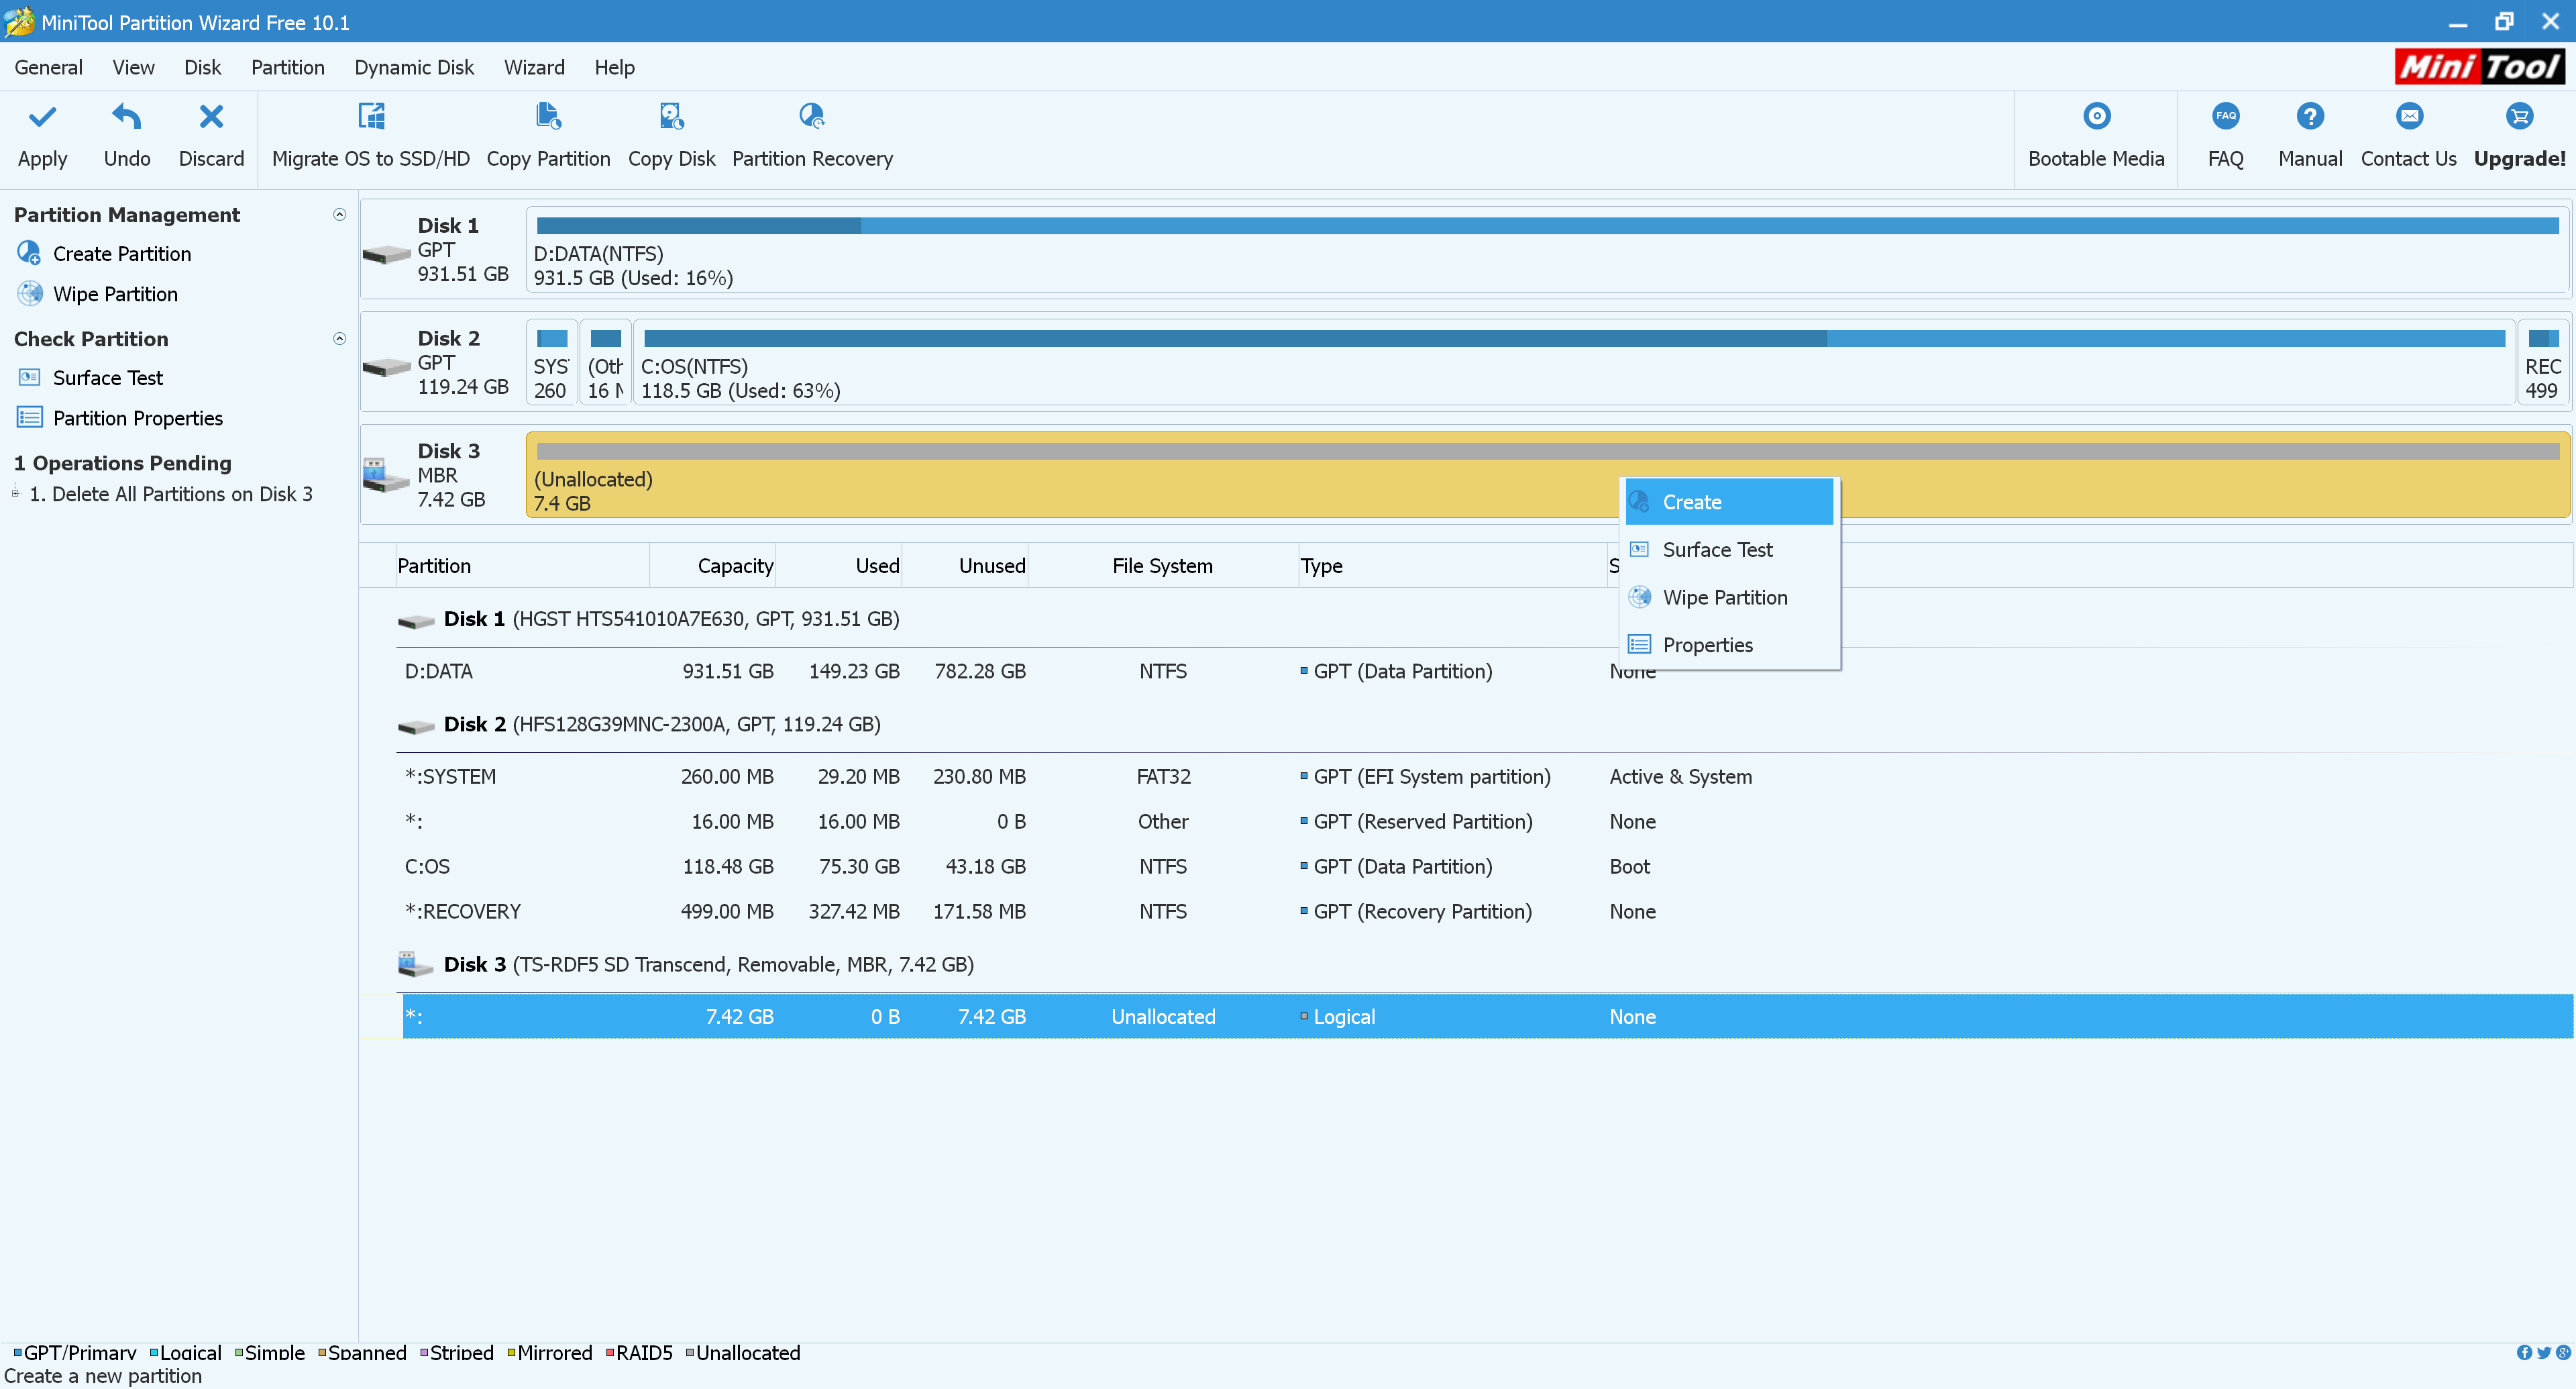 MiniTool Partition Wizard Free 10.1
General View Disk Partition Dynamic Disk Wizard Help
Mini Tool
Apply Undo Discard Migrate OS to SSD/HD Copy Partition Copy Disk Partition Recovery Bootable Media FAQ FAQ Manual Contact Us Upgrade!
Partition Management
Create Partition
Wipe Partition
Check Partition
Surface Test
Partition Properties
1 Operations Pending
1. Delete All Partitions on Disk 3
Disk 1
GPT
931.51 GB
D:DATA(NTFS)
931.5 GB (Used: 16%)
Disk 2
GPT
119.24 GB
SYS
260
(Oth
16 M
C:OS(NTFS)
118.5 GB (Used: 63%)
REC
499
Disk 3
MBR
7.42 GB
(Unallocated)
7.4 GB
Create
Surface Test
Wipe Partition
Properties
Partition Capacity Used Unused File System Type S
Disk 1 (HGST HTS541010A7E630, GPT, 931.51 GB)
D:DATA 931.51 GB 149.23 GB 782.28 GB NTFS GPT (Data Partition) None
Disk 2 (HFS128G39MNC-2300A, GPT, 119.24 GB)
*:SYSTEM 260.00 MB 29.20 MB 230.80 MB FAT32 GPT (EFI System partition) Active & System
*: 16.00 MB 16.00 MB 0 B Other GPT (Reserved Partition) None
C:OS 118.48 GB 75.30 GB 43.18 GB NTFS GPT (Data Partition) Boot
*:RECOVERY 499.00 MB 327.42 MB 171.58 MB NTFS GPT (Recovery Partition) None
Disk 3 (TS-RDF5 SD Transcend, Removable, MBR, 7.42 GB)
*: 7.42 GB 0 B 7.42 GB Unallocated Logical None
GPT/Primary Logical Simple Spanned Striped Mirrored RAID5 Unallocated
Create a new partition